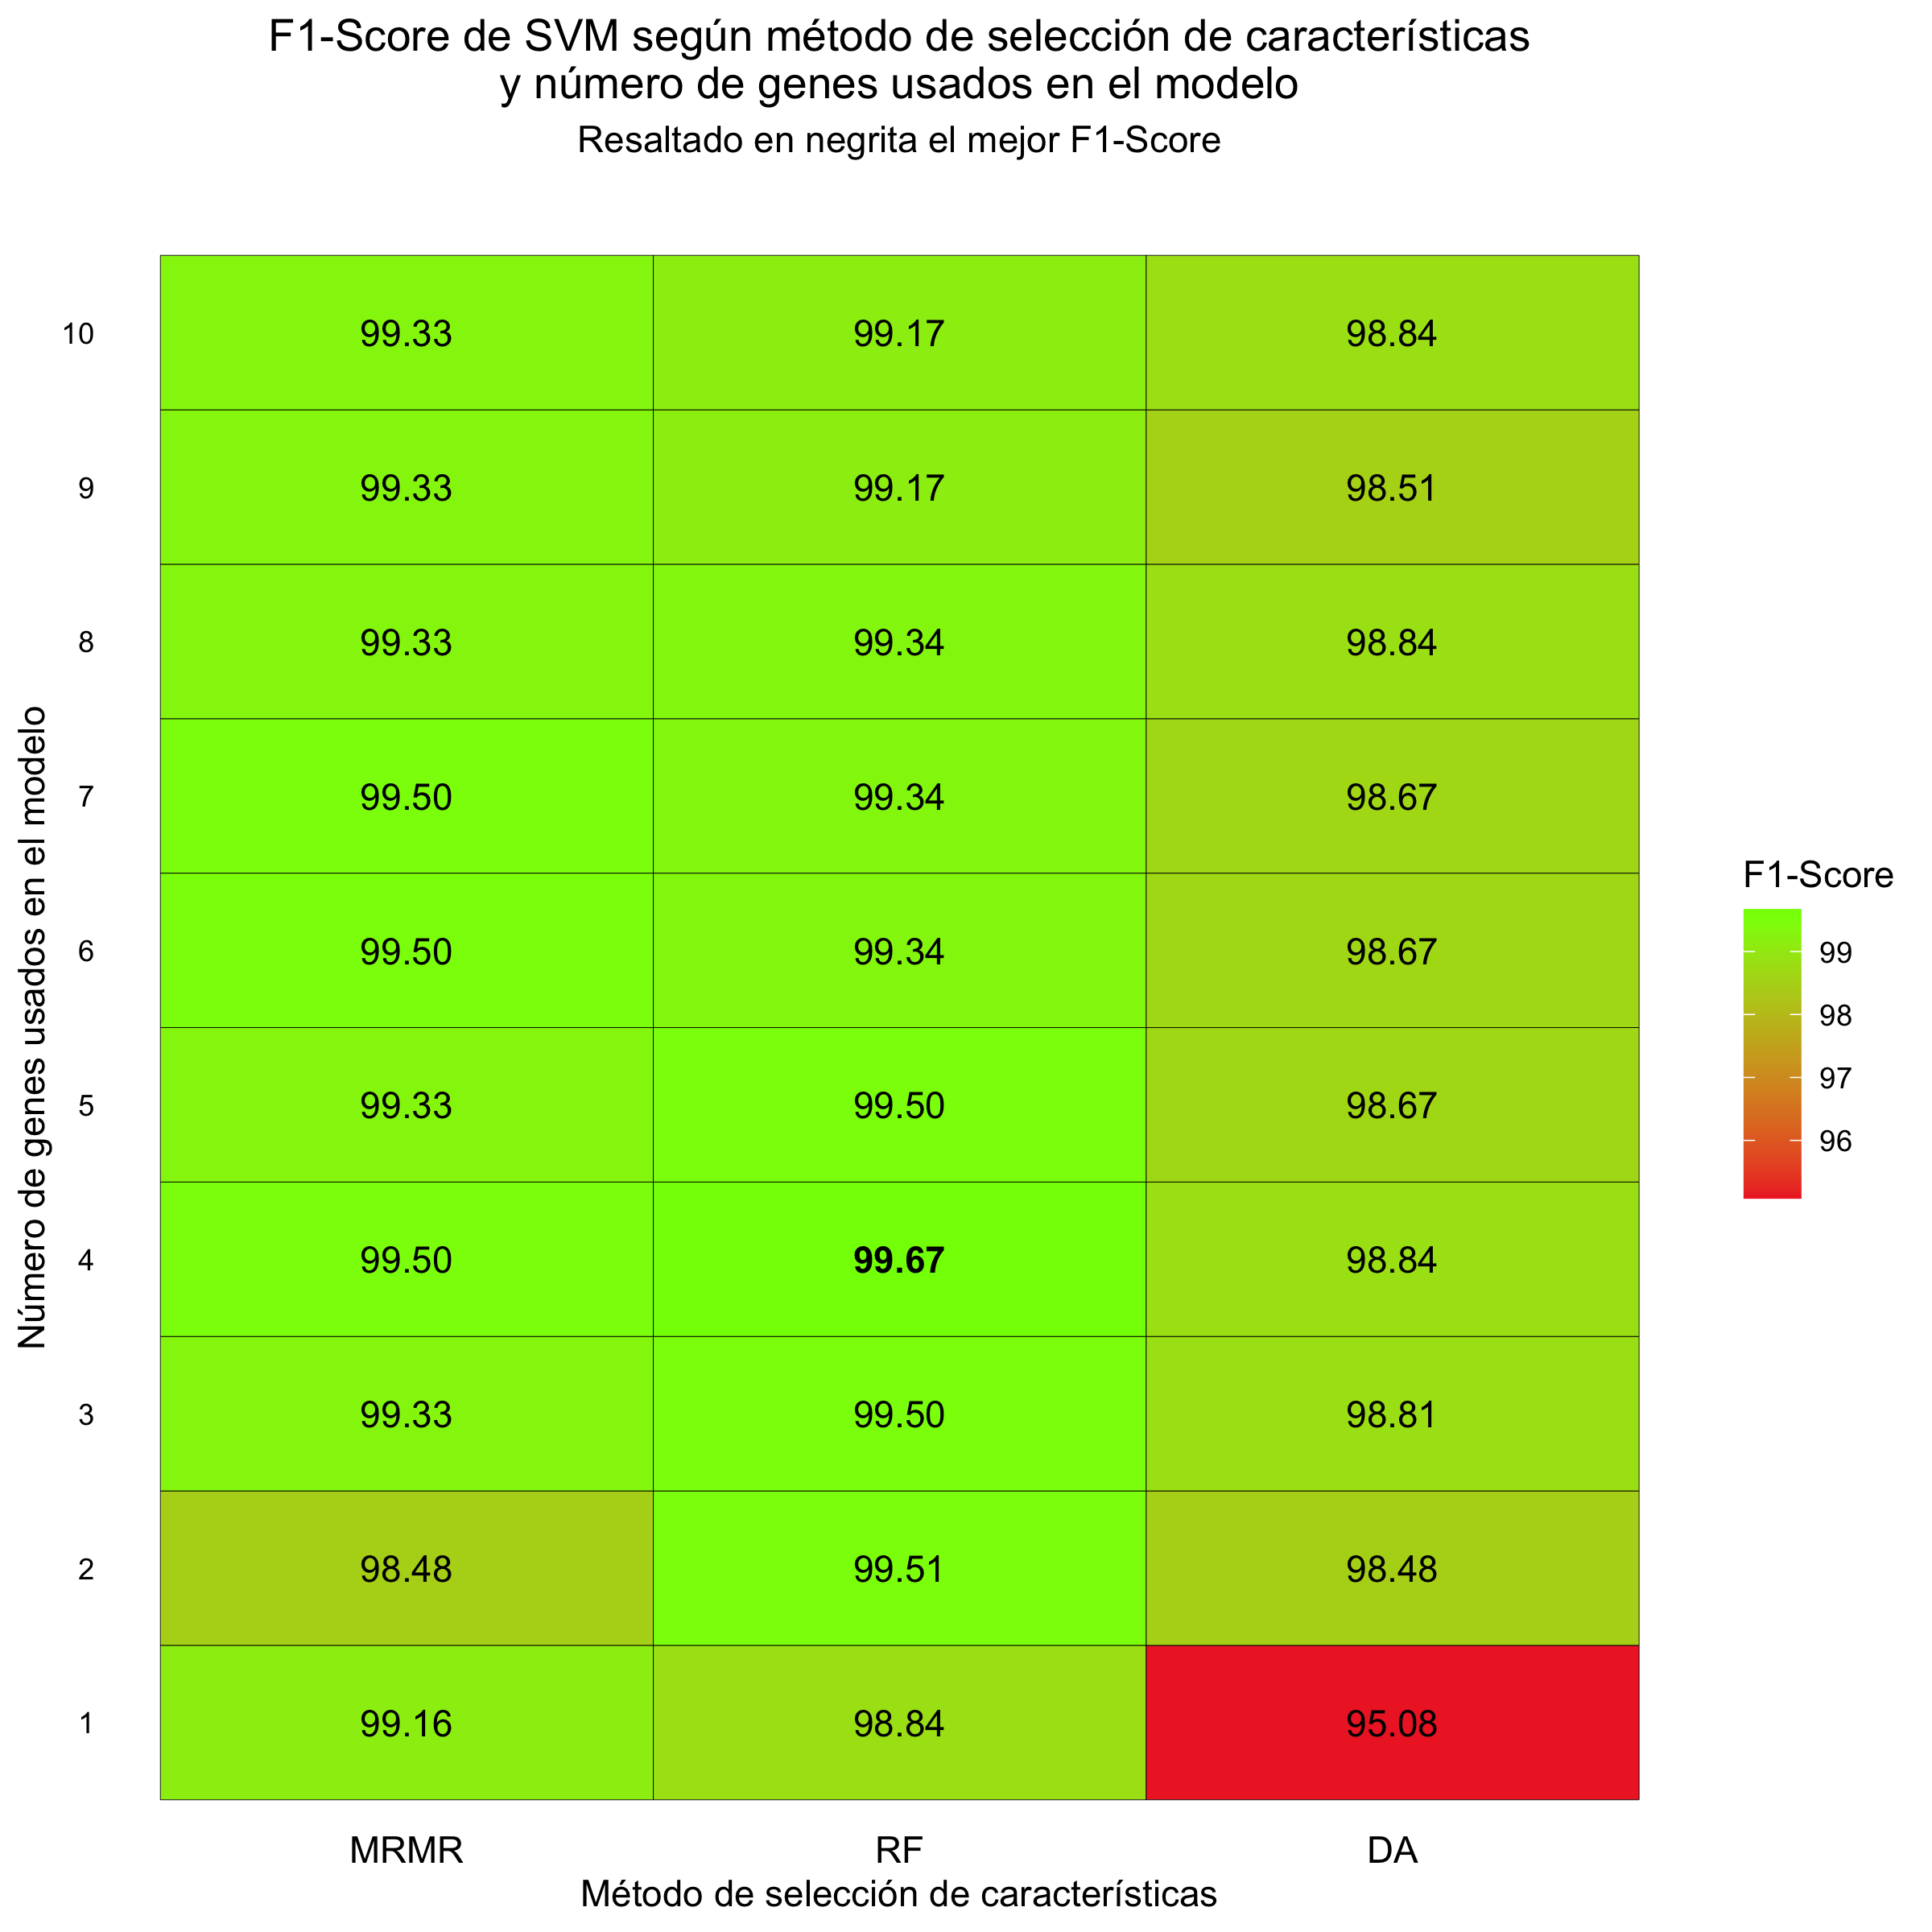 F1-Score de SVM según método de selección de características
y número de genes usados en el modelo
Resaltado en negrita el mejor F1-Score
Número de genes usados en el modelo
10 99.33 99.17 98.84
9 99.33 99.17 98.51
8 99.33 99.34 98.84
7 99.50 99.34 98.67
6 99.50 99.34 98.67
5 99.33 99.50 98.67
4 99.50 99.67 98.84
3 99.33 99.50 98.81
2 98.48 99.51 98.48
1 99.16 98.84 95.08
MRMR RF DA
Método de selección de características
F1-Score
99
98
97
96